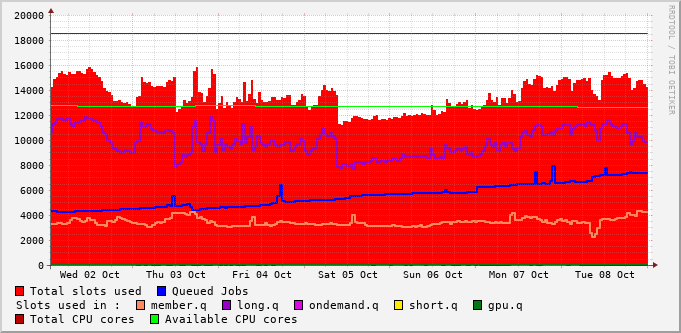 20000
18000
16000
14000
12000
10000
8000
6000
4000
2000
0
Wed 02 Oct Thu 03 Oct Fri 04 Oct Sat 05 Oct Sun 06 Oct Mon 07 Oct Tue 08 Oct
RRDTOOL / TOBI OETIKER
Total slots used Queued Jobs
Slots used in : member.q long.q ondemand.q short.q gpu.q
Total CPU cores Available CPU cores